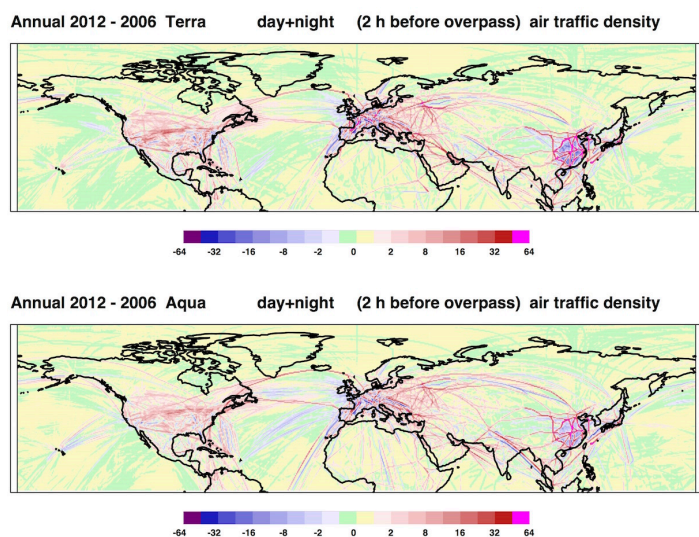 Annual 2012 - 2006 Terra day+night (2 h before overpass) air traffic density
-64 -32 -16 -8 -2 0 2 8 16 32 64
Annual 2012 - 2006 Aqua day+night (2 h before overpass) air traffic density
-64 -32 -16 -8 -2 0 2 8 16 32 64